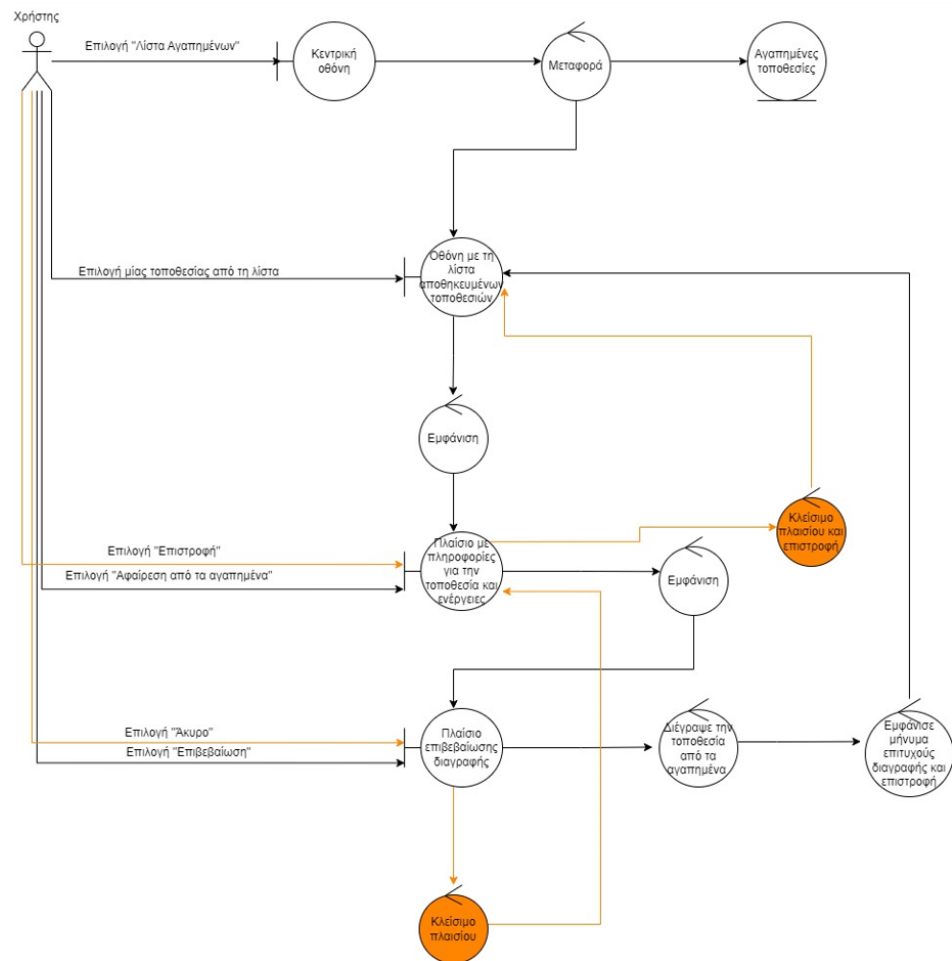 Χρήστης
Επιλογή "Λίστα Αγαπημένων"
Κεντρική
οθόνη
Μεταφορά
Αγαπημένες
τοποθεσίες
Επιλογή μίας τοποθεσίας από τη λίστα
Οθόνη με τη
λίστα
αποθηκευμένων
τοποθεσιών
Εμφάνιση
Κλείσιμο
πλαισίου και
επιστροφή
Επιλογή "Επιστροφή"
Επιλογή "Αφαίρεση από τα αγαπημένα"
Πλαίσιο με
πληροφορίες
για την
τοποθεσία και
ενέργειες
Εμφάνιση
Επιλογή "Άκυρο"
Επιλογή "Επιβεβαίωση"
Πλαίσιο
επιβεβαίωσης
διαγραφής
Διέγραψε την
τοποθεσία
από τα
αγαπημένα
Εμφάνισε
μήνυμα
επιτυχούς
διαγραφής και
επιστροφή
Κλείσιμο
πλαισίου